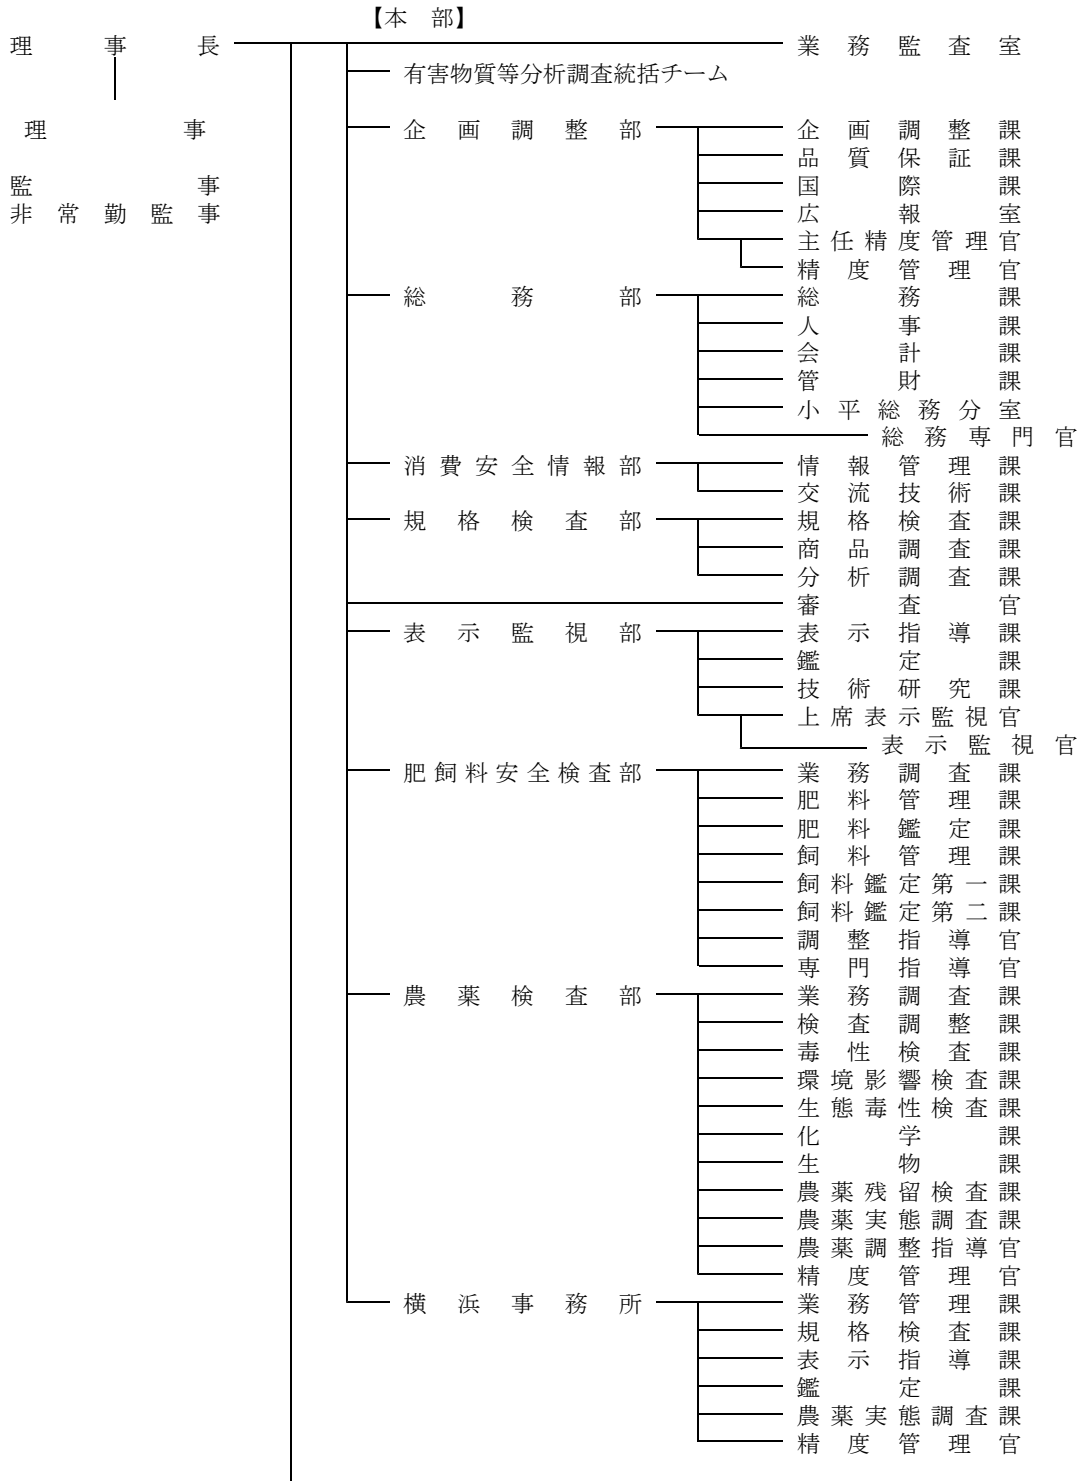 【本 部】
理事長 業務監査室
有害物質等分析調査統括チーム
理事 企画調整部 企画調整課
品質保証課
監事 国際課
非常勤監事 広報室
主任精度管理官
精度管理官
総務部 総務課
人事課
会計課
管財課
小平総務分室
総務専門官
消費安全情報部 情報管理課
交流技術課
規格検査部 規格検査課
商品調査課
分析調査課
審査官
表示監視部 表示指導課
鑑定課
技術研究課
上席表示監視官
表示監視官
肥飼料安全検査部 業務調査課
肥料管理課
肥料鑑定課
飼料管理課
飼料鑑定第一課
飼料鑑定第二課
調整指導官
専門指導官
農薬検査部 業務調査課
検査調整課
毒性検査課
環境影響検査課
生態毒性検査課
化学課
生物課
農薬残留検査課
農薬実態調査課
農薬調整指導官
精度管理官
横浜事務所 業務管理課
規格検査課
表示指導課
鑑定課
農薬実態調査課
精度管理官